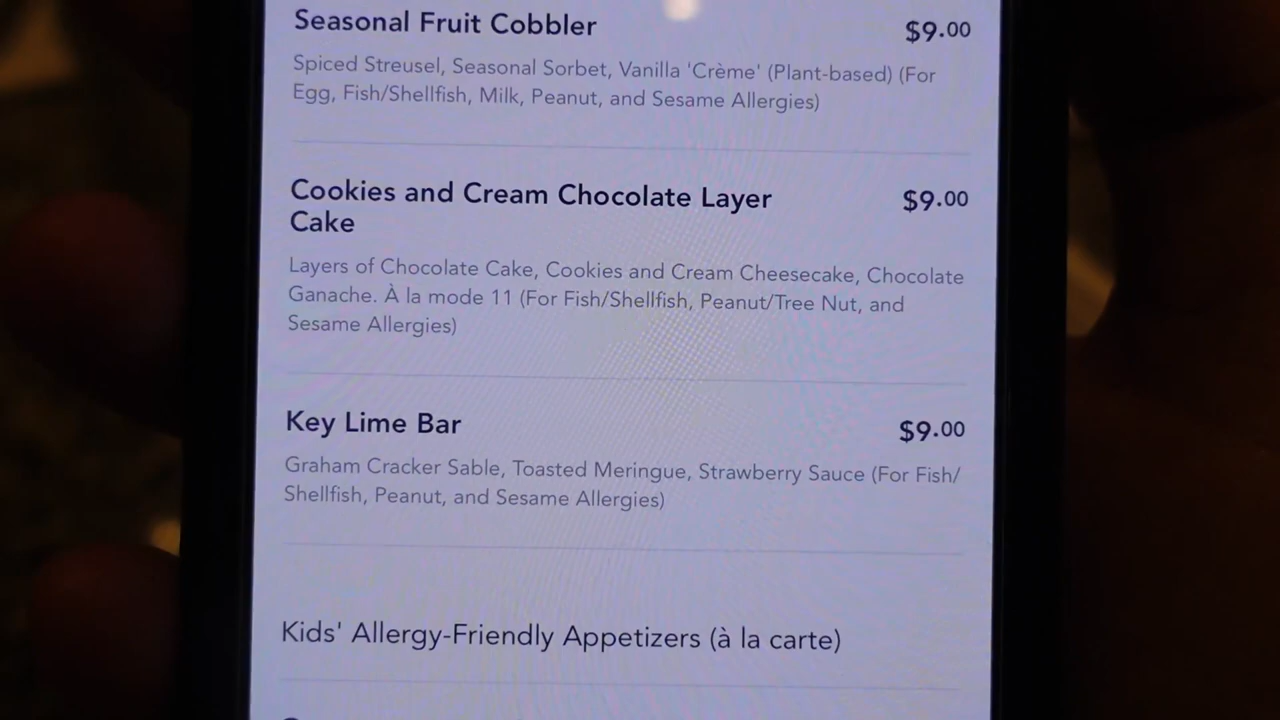 Seasonal Fruit Cobbler $9.00
Spiced Streusel, Seasonal Sorbet, Vanilla 'Crème' (Plant-based) (For
Egg, Fish/Shellfish, Milk, Peanut, and Sesame Allergies)
Cookies and Cream Chocolate Layer $9.00
Cake
Layers of Chocolate Cake, Cookies and Cream Cheesecake, Chocolate
Ganache. À la mode 11 (For Fish/Shellfish, Peanut/Tree Nut, and
Sesame Allergies)
Key Lime Bar $9.00
Graham Cracker Sable, Toasted Meringue, Strawberry Sauce (For Fish/
Shellfish, Peanut, and Sesame Allergies)
Kids' Allergy-Friendly Appetizers (à la carte)